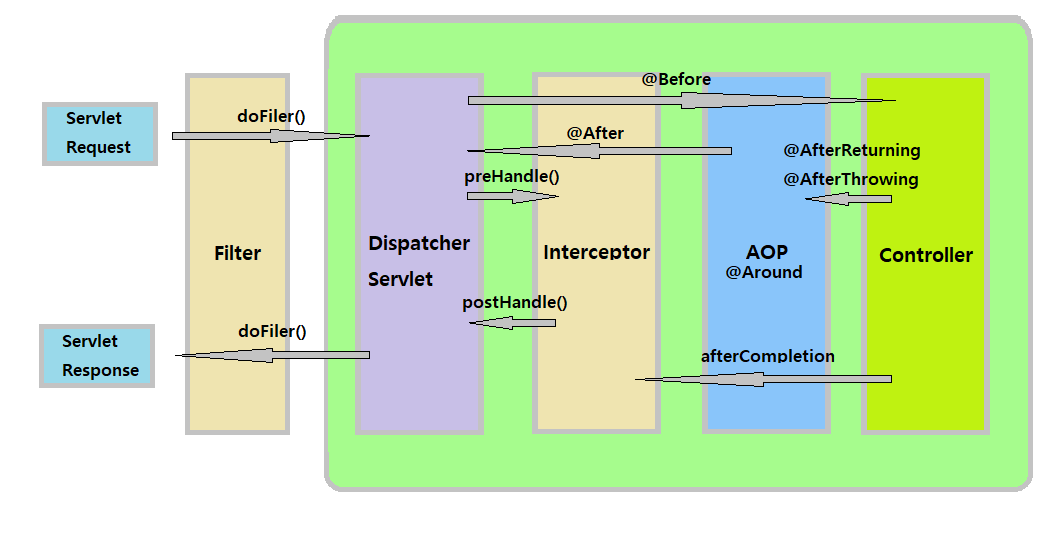 @Before
Servlet
Request
doFiler()
@After
@AfterReturning
@AfterThrowing
preHandle()
Filter
Dispatcher
Servlet
Interceptor
AOP
@Around
Controller
postHandle()
Servlet
Response
doFiler()
afterCompletion